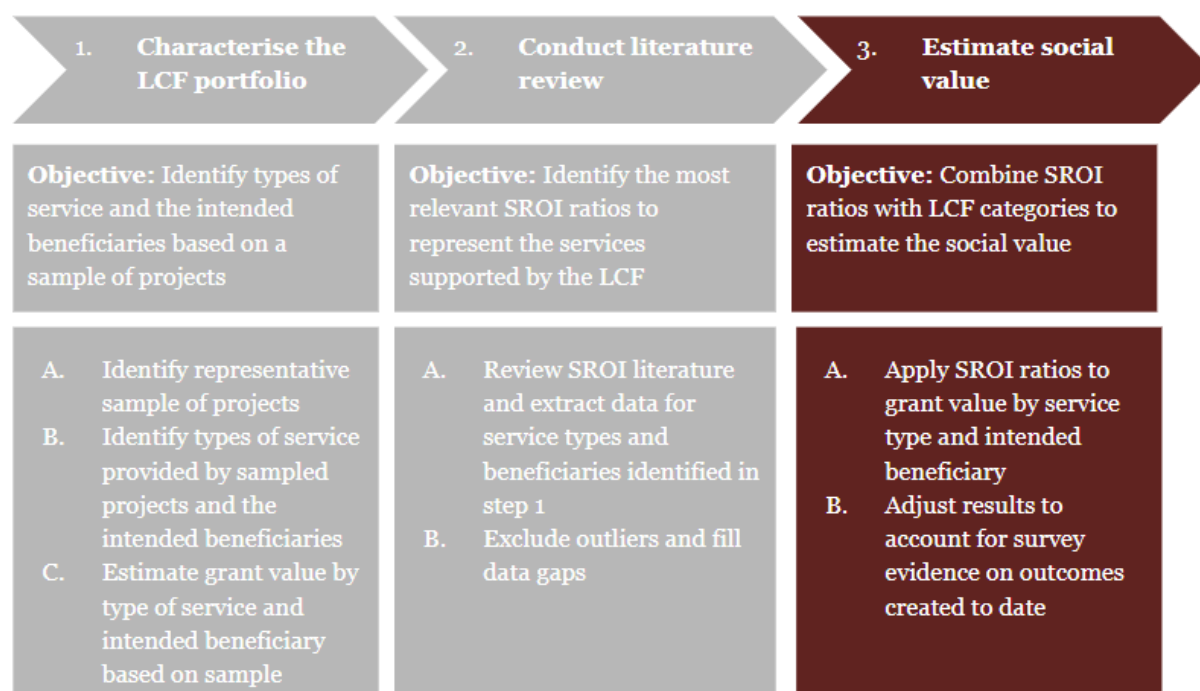 1. Characterise the
LCF portfolio
2. Conduct literature
review
3. Estimate social
value
Objective: Identify types of
service and the intended
beneficiaries based on a
sample of projects
Objective: Identify the most
relevant SROI ratios to
represent the services
supported by the LCF
Objective: Combine SROI
ratios with LCF categories to
estimate the social value
A. Identify representative
sample of projects
B. Identify types of service
provided by sampled
projects and the
intended beneficiaries
C. Estimate grant value by
type of service and
intended beneficiary
based on sample
A. Review SROI literature
and extract data for
service types and
beneficiaries identified in
step 1
B. Exclude outliers and fill
data gaps
A. Apply SROI ratios to
grant value by service
type and intended
beneficiary
B. Adjust results to
account for survey
evidence on outcomes
created to date